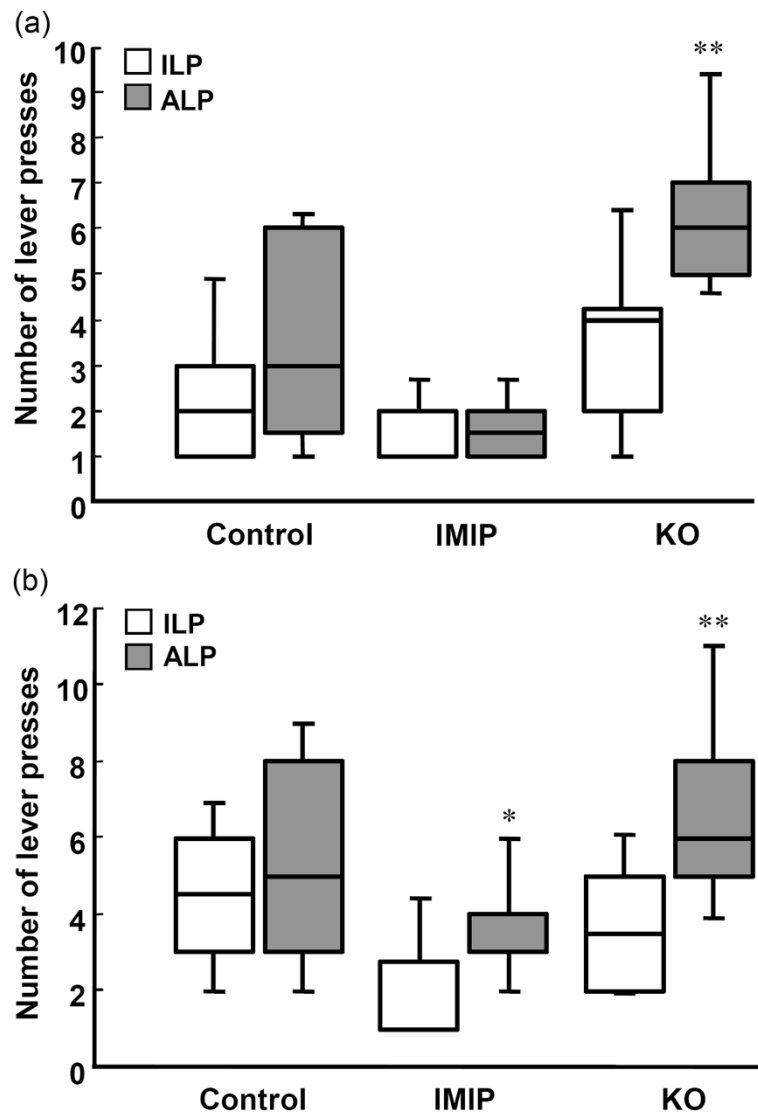 (a)
Number of lever presses
10
9
8
7
6
5
4
3
2
1
0
ILP
ALP
**
Control IMIP KO
(b)
Number of lever presses
12
10
8
6
4
2
0
ILP
ALP
*
**
Control IMIP KO